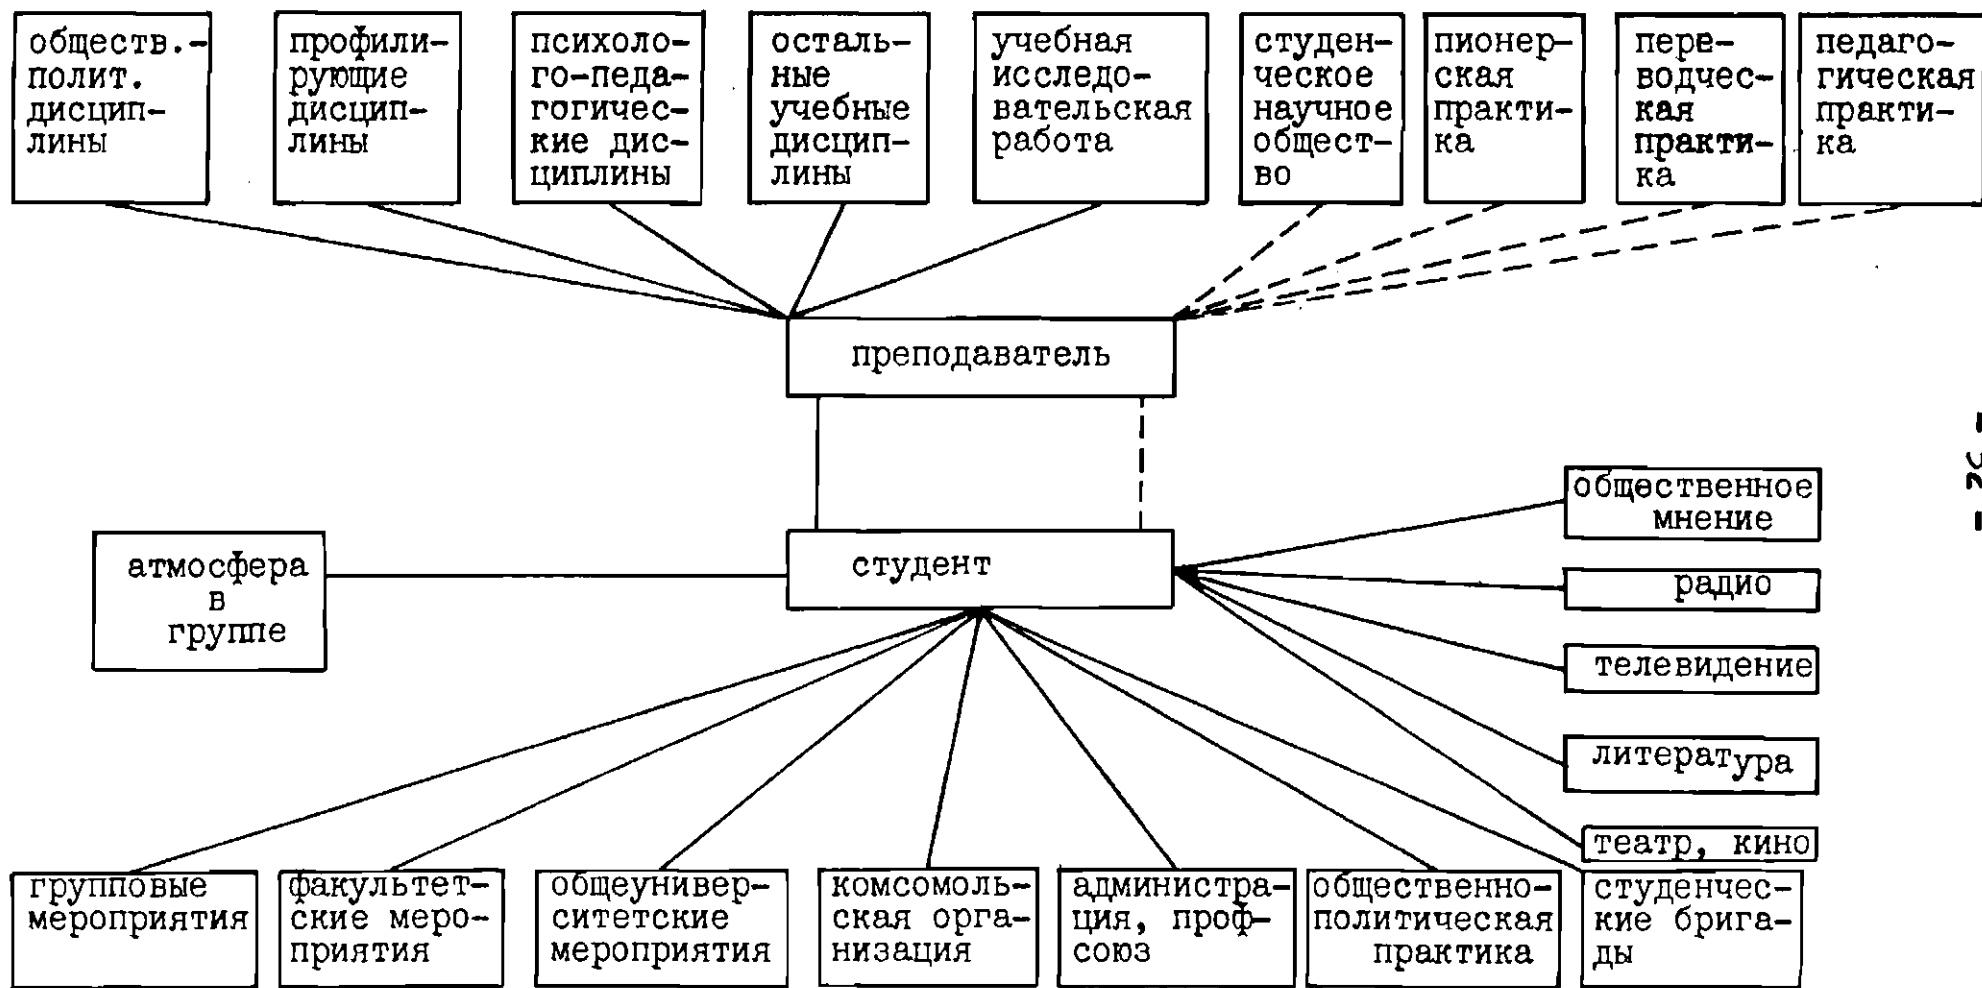 обществ.-
полит.
дисцип-
лины
профили-
рующие
дисцип-
лины
психоло-
го-педа-
гогичес-
кие дис-
циплины
осталь-
ные
учебные
дисцип-
лины
учебная
исследо-
вательская
работа
студен-
ческое
научное
общест-
во
пионер-
ская
практи-
ка
пере-
водчес-
кая
практи-
ка
педаго-
гическая
практи-
ка
преподаватель
студент
атмосфера
в
группе
общественное
мнение
радио
телевидение
литература
театр, кино
групповые
мероприятия
факультет-
ские меро-
приятия
общеунивер-
ситетские
мероприятия
комсомоль-
ская орга-
низация
администра-
ция, проф-
союз
общественно-
политическая
практика
студенчес-
кие брига-
ды